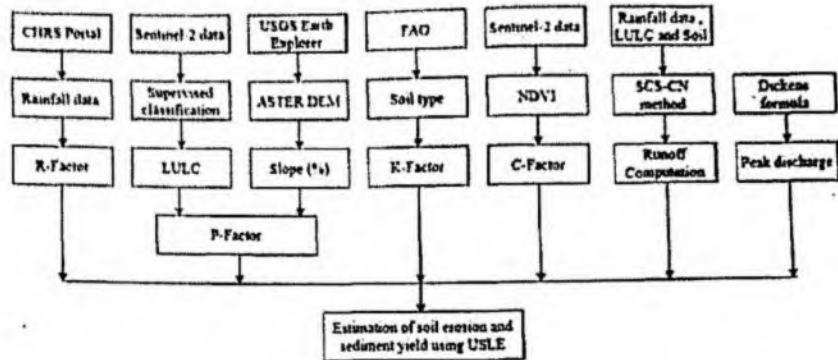 CHRS Portal
Sentinel-2 data
USGS Earth
Explorer
FAO
Sentinel-2 data
Rainfall data,
LULC and Soil
Rainfall data
Supervised
classification
ASTER DEM
Soil type
NDVI
SCS-CN
method
Dickens
formula
R-Factor
LULC
Slope (%)
K-Factor
C-Factor
Runoff
Computation
Peak discharge
P-Factor
Estimation of soil erosion and
sediment yield using USLE